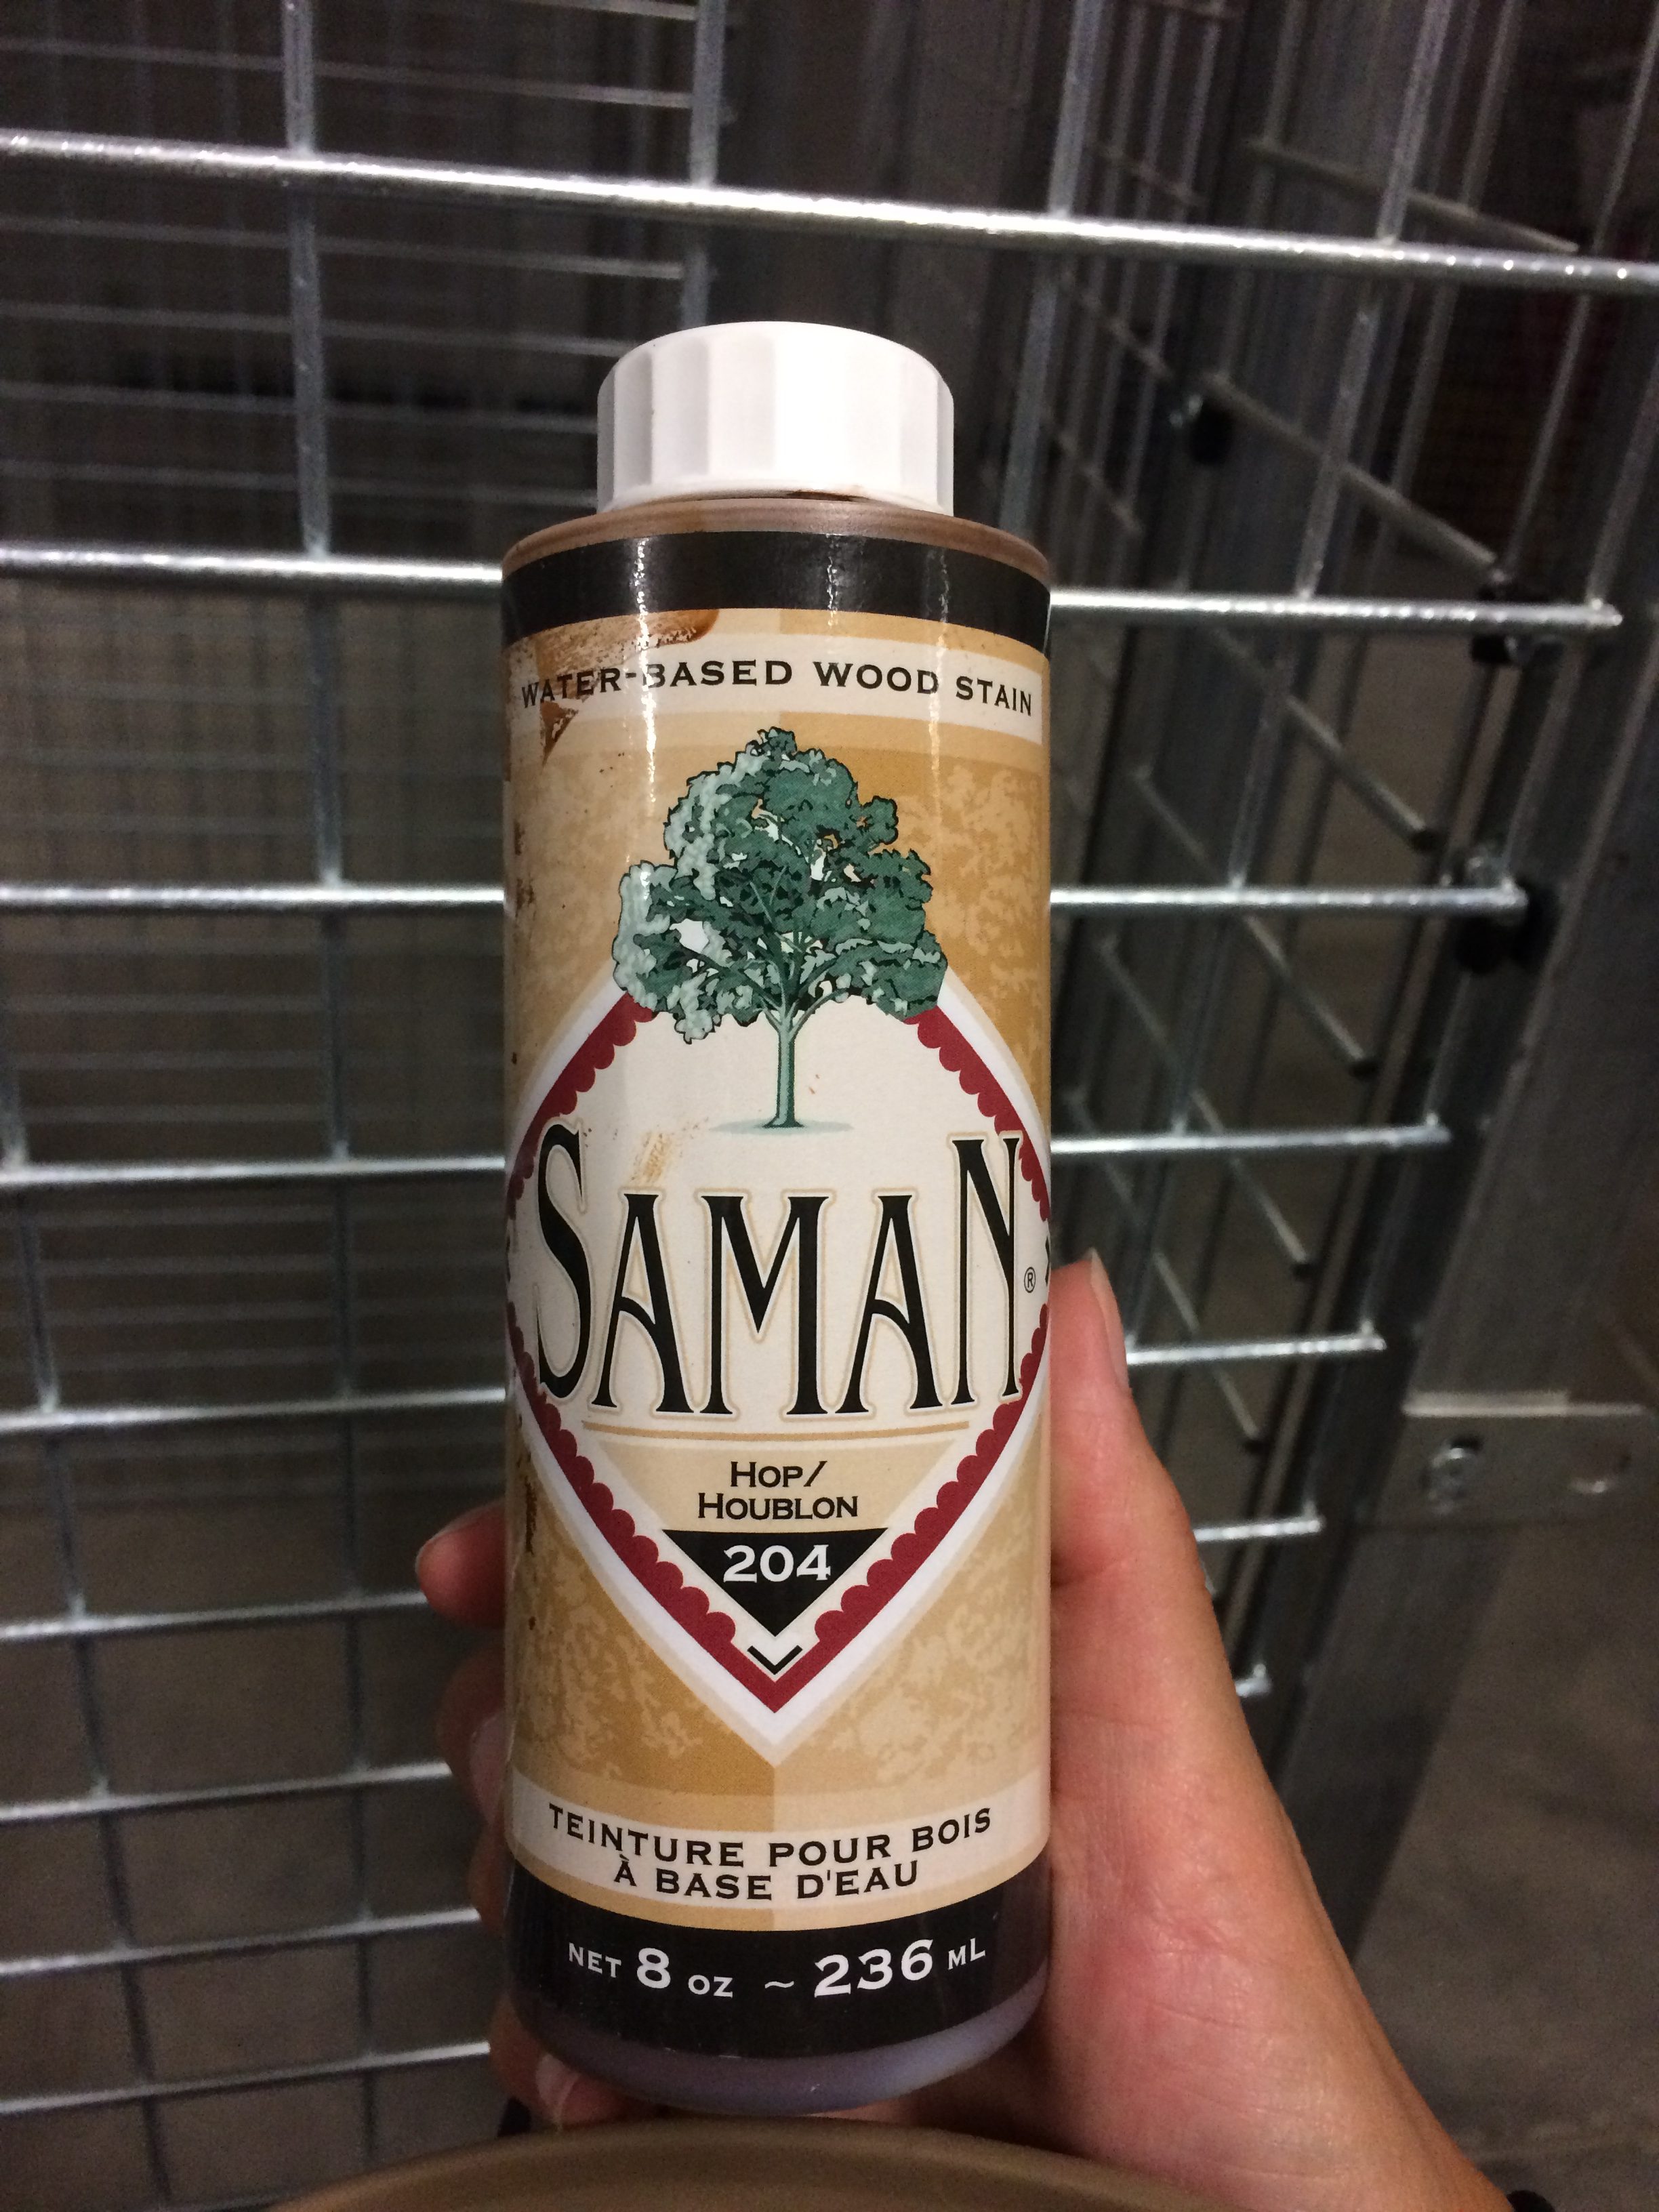 WATER-BASED WOOD STAIN
SAMAN®
HOP/
HOUBLON
204
TEINTURE POUR BOIS
À BASE D'EAU
NET 8 OZ ~ 236 ML